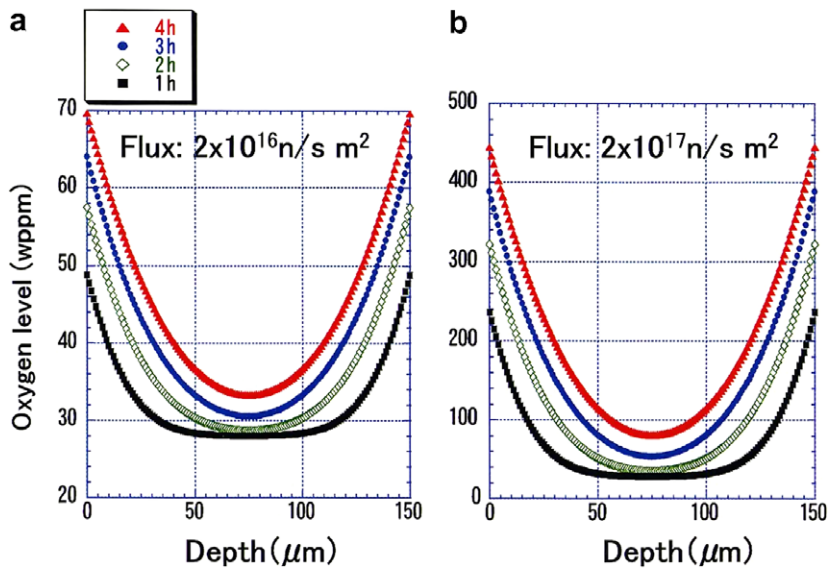 a
4h
3h
2h
1h
Flux: 2x10¹⁶n/s m²
Oxygen level (wppm)
70
60
50
40
30
20
0
50
100
150
Depth(μm)
b
Flux: 2x10¹⁷n/s m²
500
400
300
200
100
0
0
50
100
150
Depth(μm)